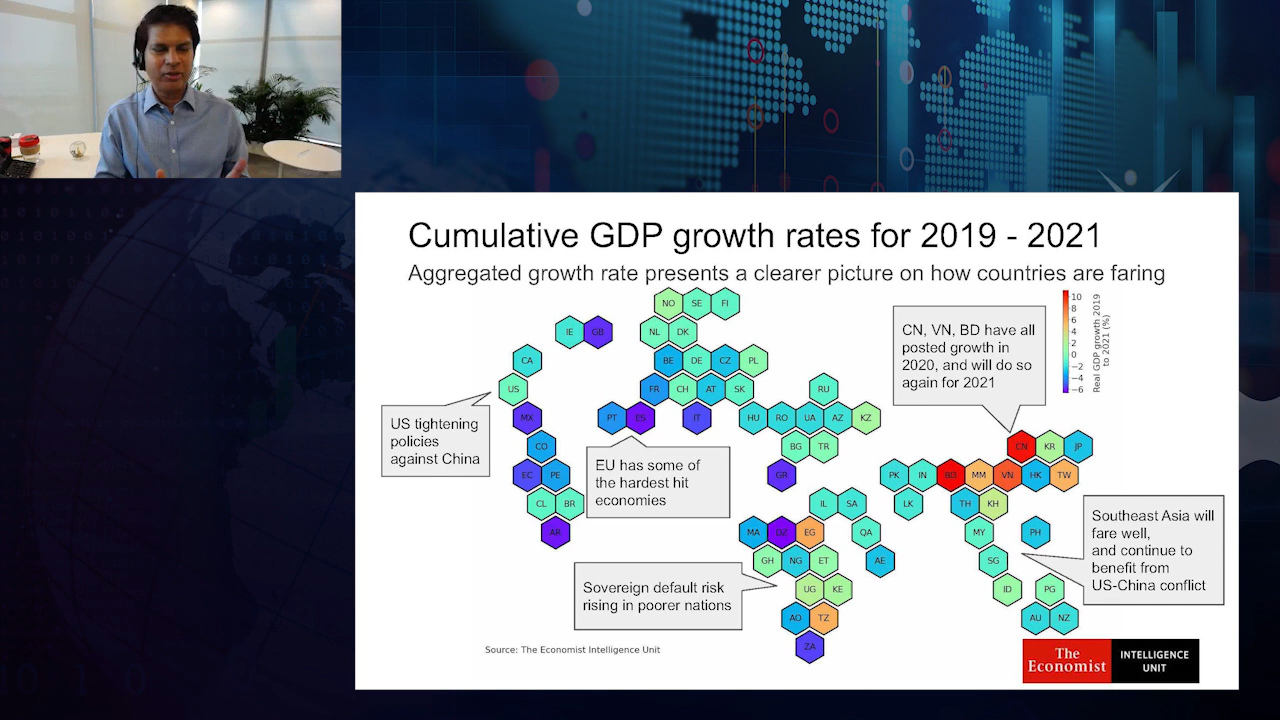 Cumulative GDP growth rates for 2019 - 2021
Aggregated growth rate presents a clearer picture on how countries are faring
NO SE FI
IE GB NL DK
CA BE DE CZ PL
US FR CH AT SK RU
MX PT ES IT HU RO UA AZ KZ
CO BG TR CN KR JP
EC PE GR PK IN BD MM VN HK TW
CL BR IL SA LK TH KH
AR MA DZ EG QA MY PH
GH NG ET AE SG
UG KE ID PG
AO TZ AU NZ
ZA
US tightening
policies
against China
EU has some of
the hardest hit
economies
Sovereign default risk
rising in poorer nations
CN, VN, BD have all
posted growth in
2020, and will do so
again for 2021
Southeast Asia will
fare well,
and continue to
benefit from
US-China conflict
10
8
6
4
2
0
−2
−4
−6
Real GDP growth 2019
to 2021 (%)
Source: The Economist Intelligence Unit
The
Economist
INTELLIGENCE
UNIT